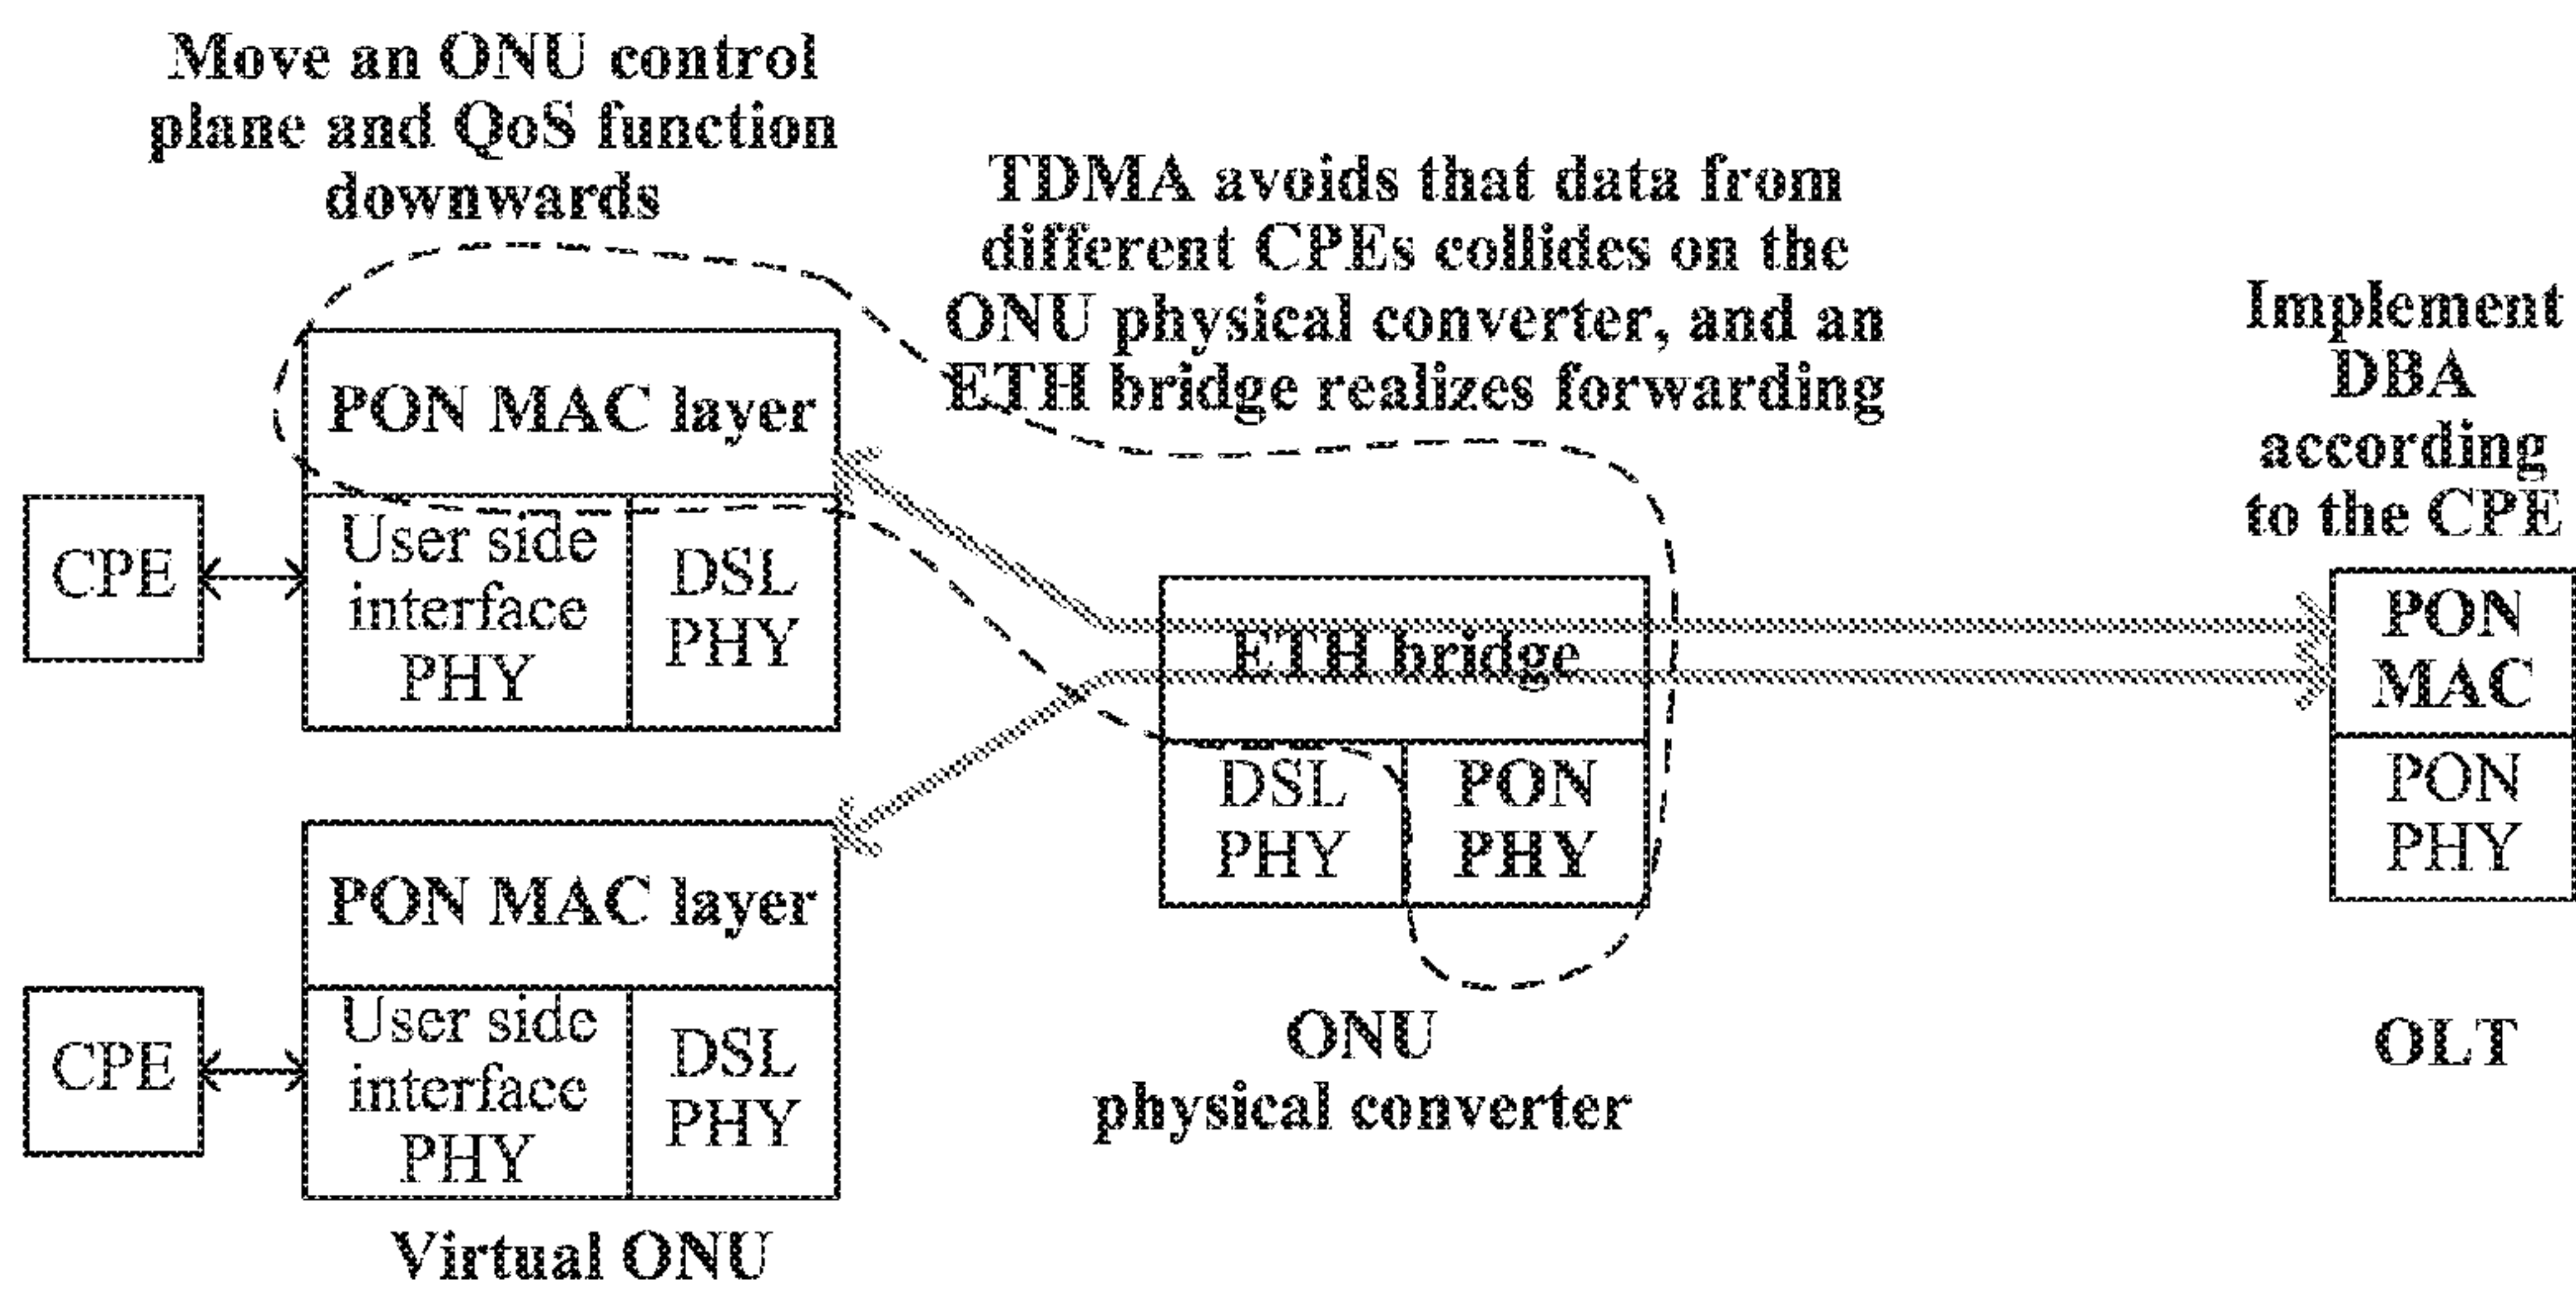 Move an ONU control
plane and QoS function
downwards
TDMA avoids that data from
different CPEs collides on the
ONU physical converter, and an
ETH bridge realizes forwarding
Implement
DBA
according
to the CPE
PON MAC layer
CPE
User side
interface
PHY
DSL
PHY
ETH bridge
DSL
PHY
PON
PHY
PON
MAC
PON
PHY
PON MAC layer
CPE
User side
interface
PHY
DSL
PHY
Virtual ONU
ONU
physical converter
OLT